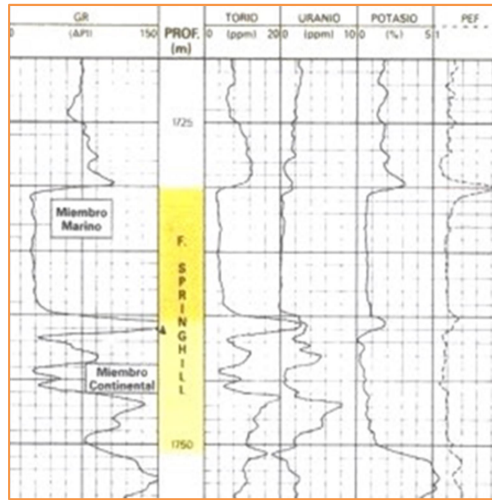 GR
0 (API) 150
PROF.
(m)
TORIO
0 (ppm) 20
URANIO
0 (ppm) 10
POTASIO
0 (%) 5
PEF
1
1725
Miembro
Marino
F. SPRINGHILL
Miembro
Continental
1750